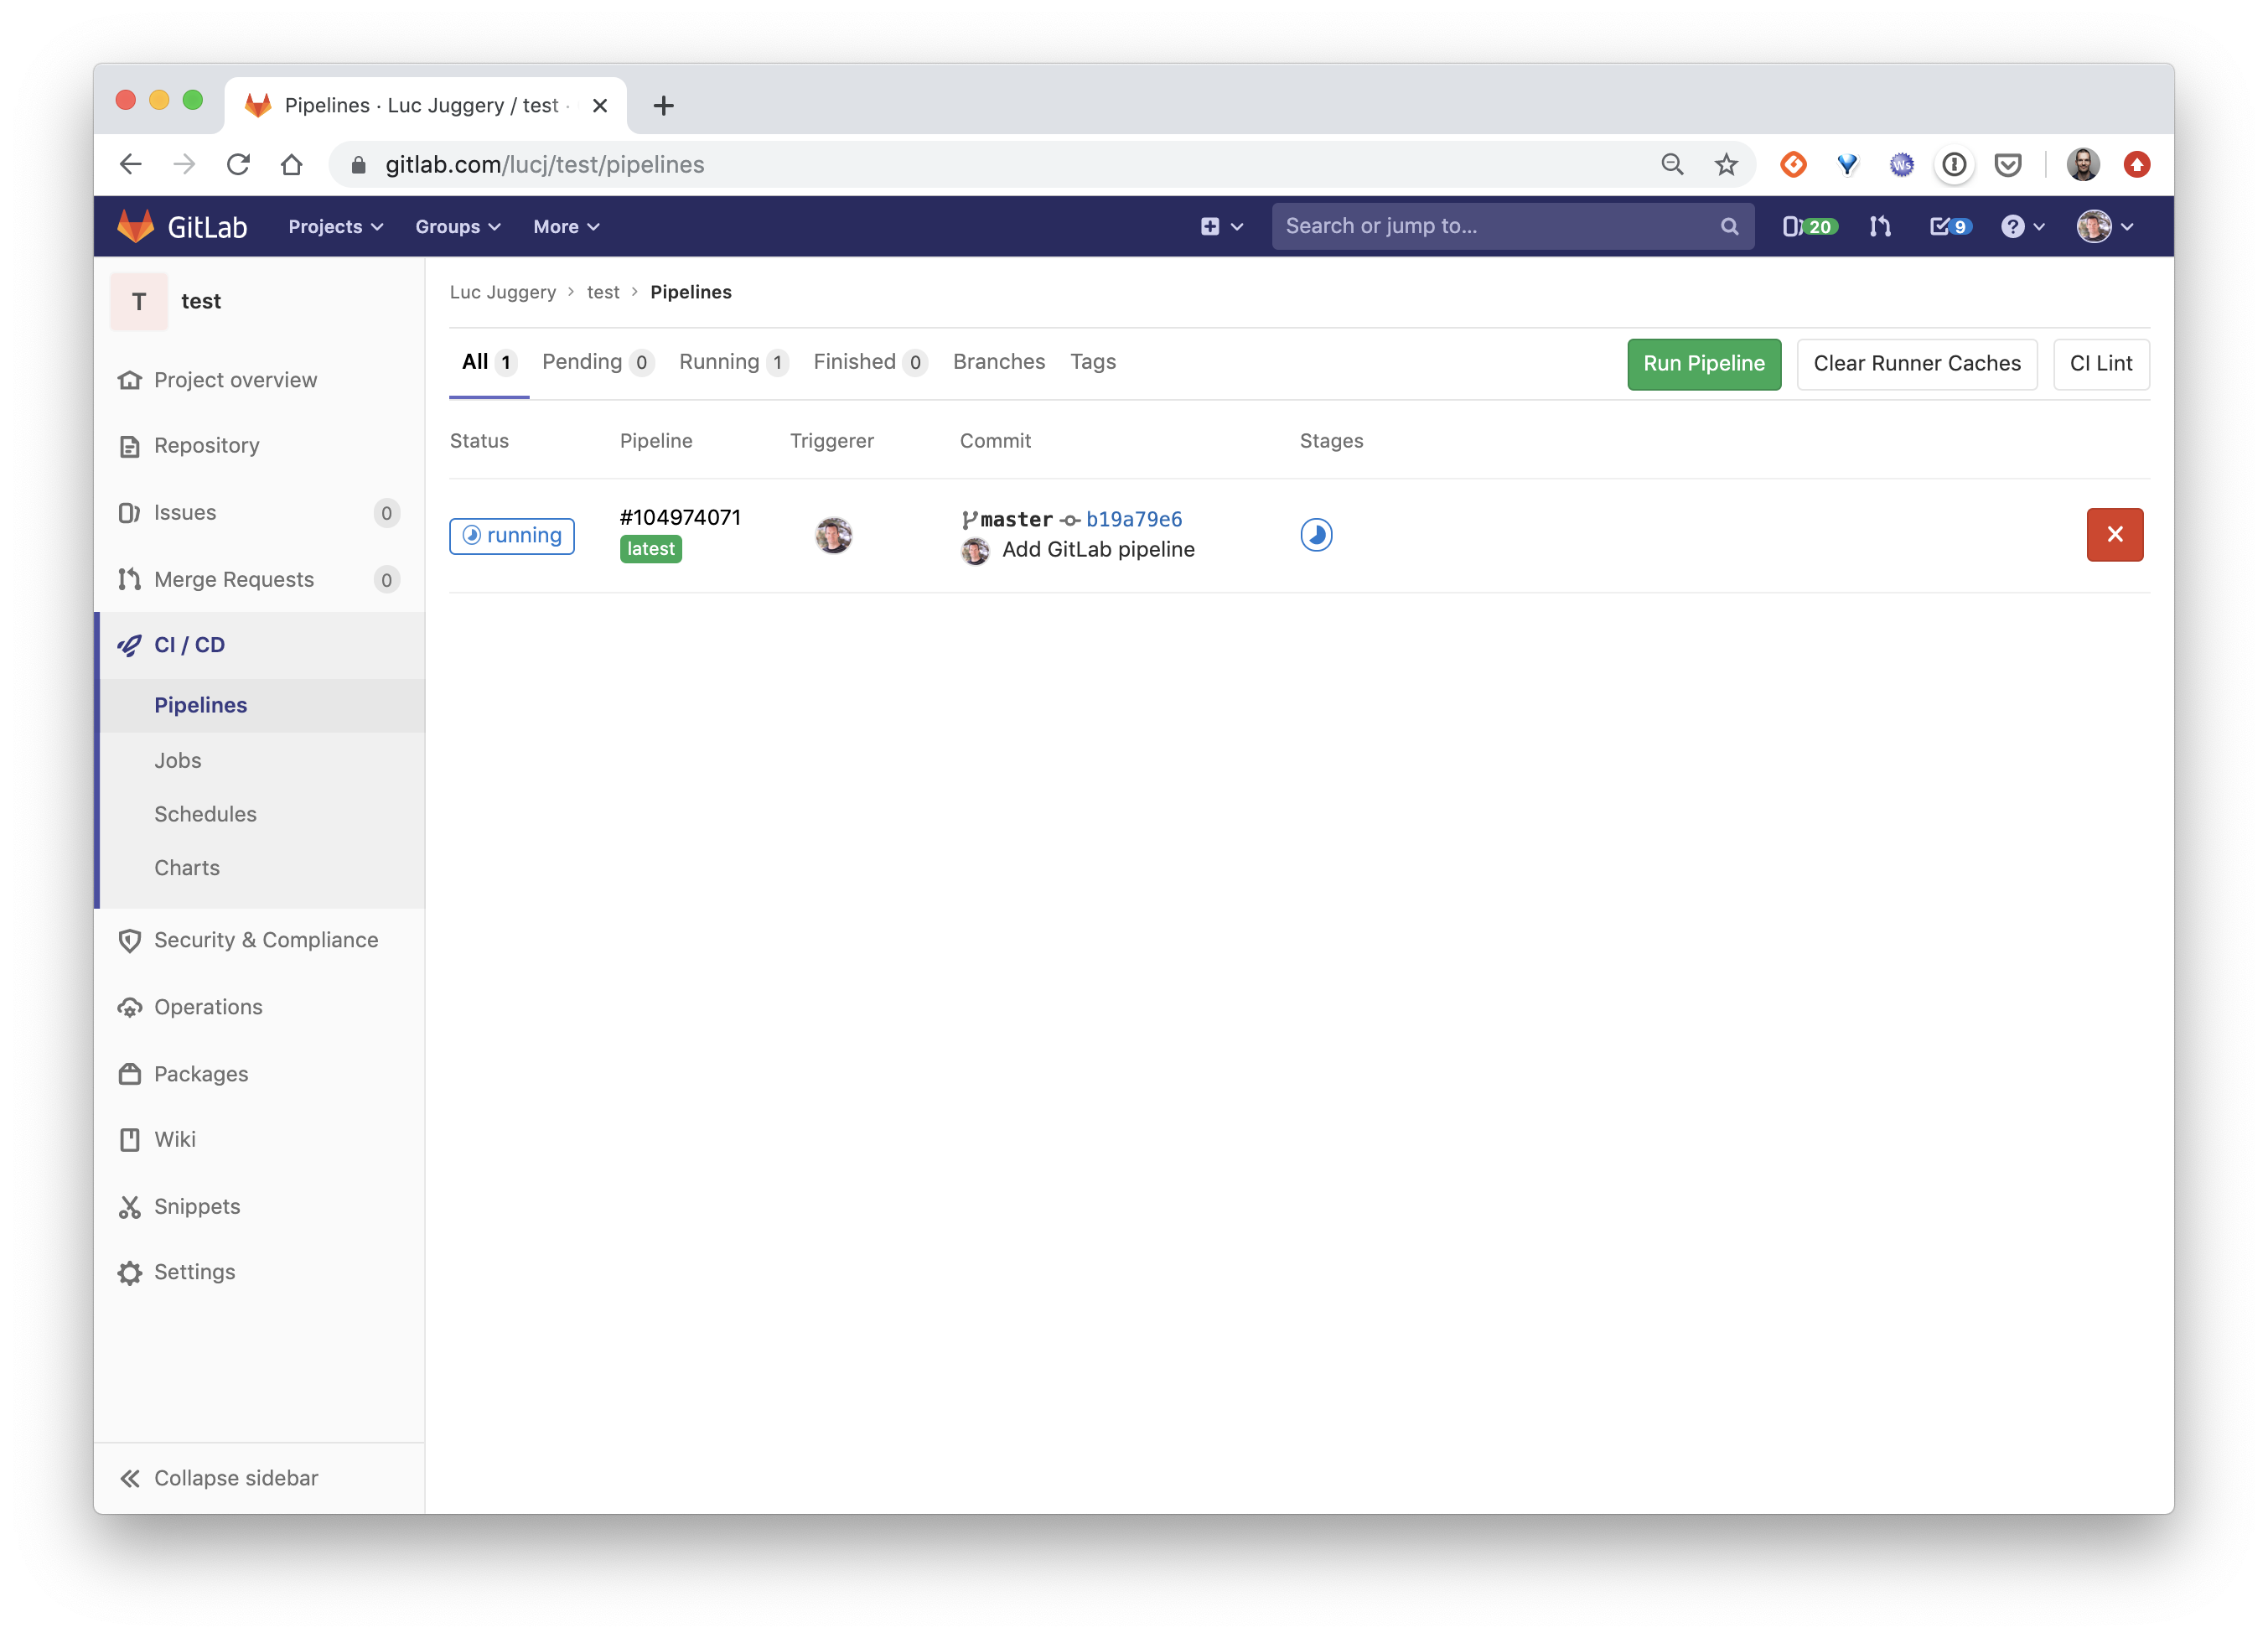 Pipelines · Luc Juggery / test ·
gitlab.com/lucj/test/pipelines
GitLab Projects Groups More Search or jump to... 20 9
T test
Project overview
Repository
Issues 0
Merge Requests 0
CI / CD
Pipelines
Jobs
Schedules
Charts
Security & Compliance
Operations
Packages
Wiki
Snippets
Settings
Collapse sidebar
Luc Juggery > test > Pipelines
All 1 Pending 0 Running 1 Finished 0 Branches Tags Run Pipeline Clear Runner Caches CI Lint
Status Pipeline Triggerer Commit Stages
running
#104974071
latest
master b19a79e6
Add GitLab pipeline